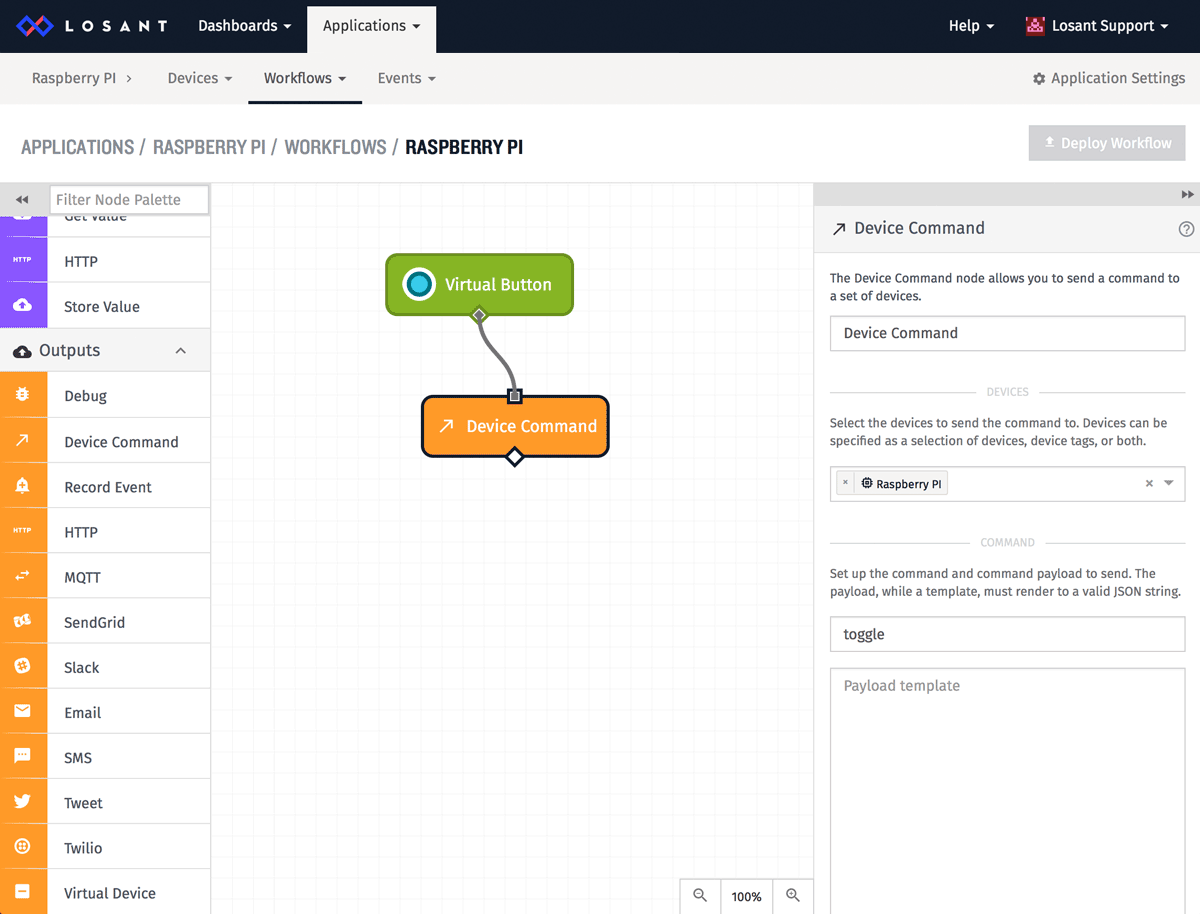 LOSANT Dashboards Applications Help Losant Support
Raspberry PI Devices Workflows Events Application Settings
APPLICATIONS / RASPBERRY PI / WORKFLOWS / RASPBERRY PI
Deploy Workflow
Filter Node Palette
Get Value
HTTP HTTP
Store Value
Outputs
Debug
Device Command
Record Event
HTTP HTTP
MQTT
SendGrid
Slack
Email
SMS
Tweet
Twilio
Virtual Device
Virtual Button
Device Command
100%
Device Command
The Device Command node allows you to send a command to
a set of devices.
Device Command
DEVICES
Select the devices to send the command to. Devices can be
specified as a selection of devices, device tags, or both.
× Raspberry PI ×
COMMAND
Set up the command and command payload to send. The
payload, while a template, must render to a valid JSON string.
toggle
Payload template